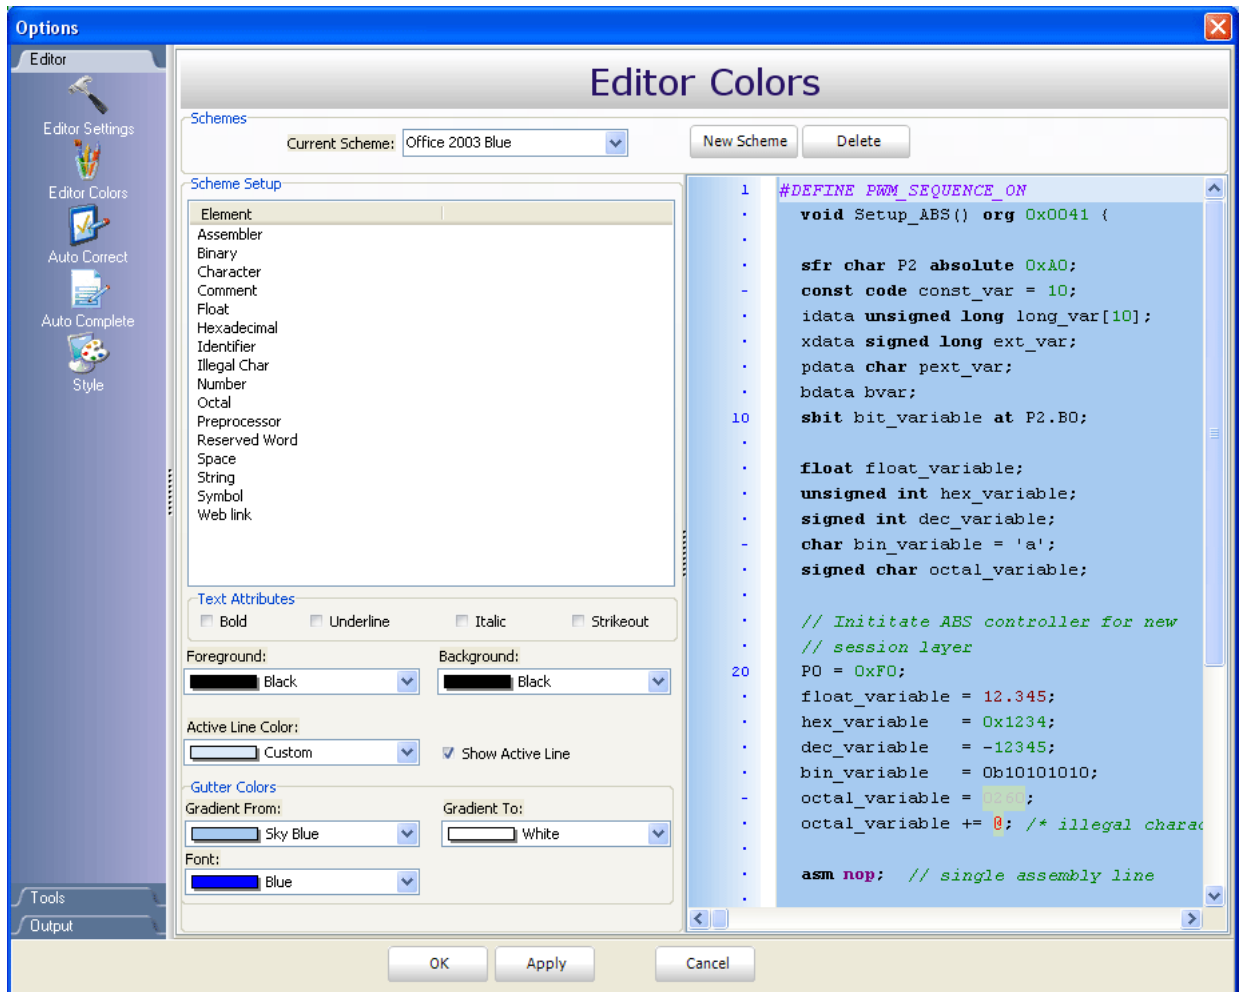 Options
Editor
Editor Settings
Editor Colors
Auto Correct
Auto Complete
Style
Tools
Output
Editor Colors
Schemes
Current Scheme: Office 2003 Blue New Scheme Delete
Scheme Setup
Element
Assembler
Binary
Character
Comment
Float
Hexadecimal
Identifier
Illegal Char
Number
Octal
Preprocessor
Reserved Word
Space
String
Symbol
Web link
Text Attributes
Bold Underline Italic Strikeout
Foreground: Background:
Black Black
Active Line Color:
Custom Show Active Line
Gutter Colors
Gradient From: Gradient To:
Sky Blue White
Font:
Blue
1 #DEFINE PWM_SEQUENCE_ON
void Setup_ABS() org 0x0041 {
sfr char P2 absolute 0xA0;
const code const_var = 10;
idata unsigned long long_var[10];
xdata signed long ext_var;
pdata char pext_var;
bdata bvar;
10 sbit bit_variable at P2.B0;
float float_variable;
unsigned int hex_variable;
signed int dec_variable;
char bin_variable = 'a';
signed char octal_variable;
// Inititate ABS controller for new
// session layer
20 P0 = 0xF0;
float_variable = 12.345;
hex_variable = 0x1234;
dec_variable = -12345;
bin_variable = 0b10101010;
octal_variable = 0260;
octal_variable += @; /* illegal charac
asm nop; // single assembly line
OK Apply Cancel